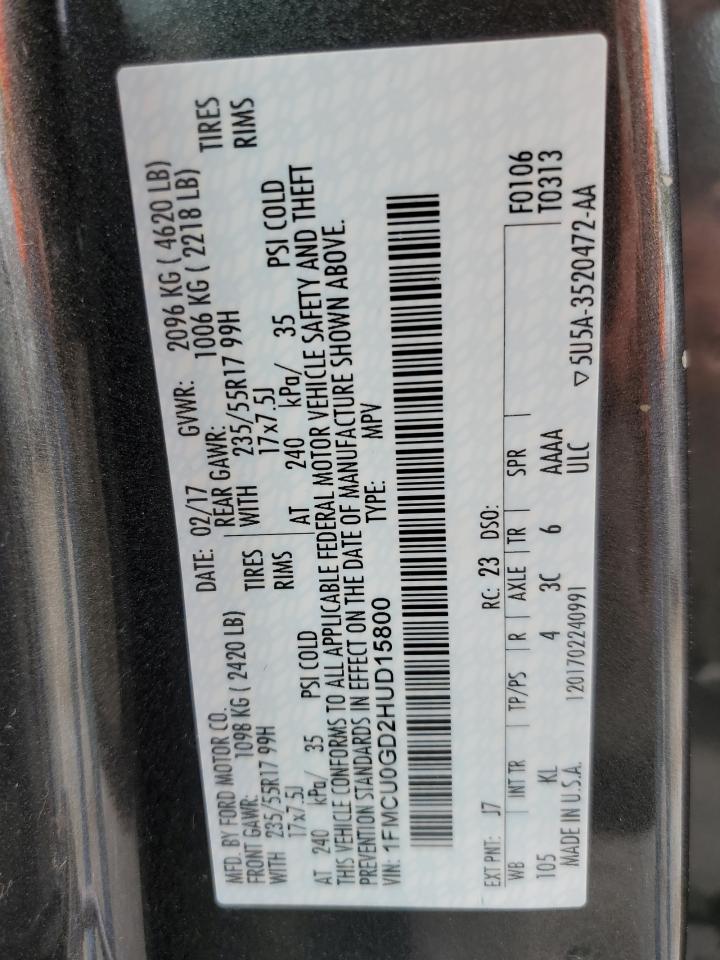 MFD. BY FORD MOTOR CO. DATE: 02/17 GVWR: 2096 KG ( 4620 LB)
FRONT GAWR: 1098 KG ( 2420 LB) REAR GAWR: 1006 KG ( 2218 LB)
WITH 235/55R17 99H TIRES WITH 235/55R17 99H TIRES
17x7.5J RIMS 17x7.5J RIMS
AT 240 kPa/ 35 PSI COLD AT 240 kPa/ 35 PSI COLD
THIS VEHICLE CONFORMS TO ALL APPLICABLE FEDERAL MOTOR VEHICLE SAFETY AND THEFT
PREVENTION STANDARDS IN EFFECT ON THE DATE OF MANUFACTURE SHOWN ABOVE.
VIN: 1FMCU0GD2HUD15800 TYPE: MPV
EXT PNT: J7 RC: 23 DSO: F0106
WB INT TR TP/PS R AXLE TR SPR T0313
105 KL 4 3C 6 AAAA
MADE IN U.S.A. 120170224099 ULC ▽5U5A-3520472-AA